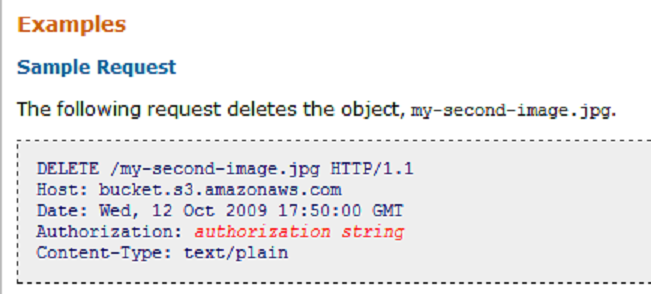 Examples
Sample Request
The following request deletes the object, my-second-image.jpg.
DELETE /my-second-image.jpg HTTP/1.1
Host: bucket.s3.amazonaws.com
Date: Wed, 12 Oct 2009 17:50:00 GMT
Authorization: authorization string
Content-Type: text/plain